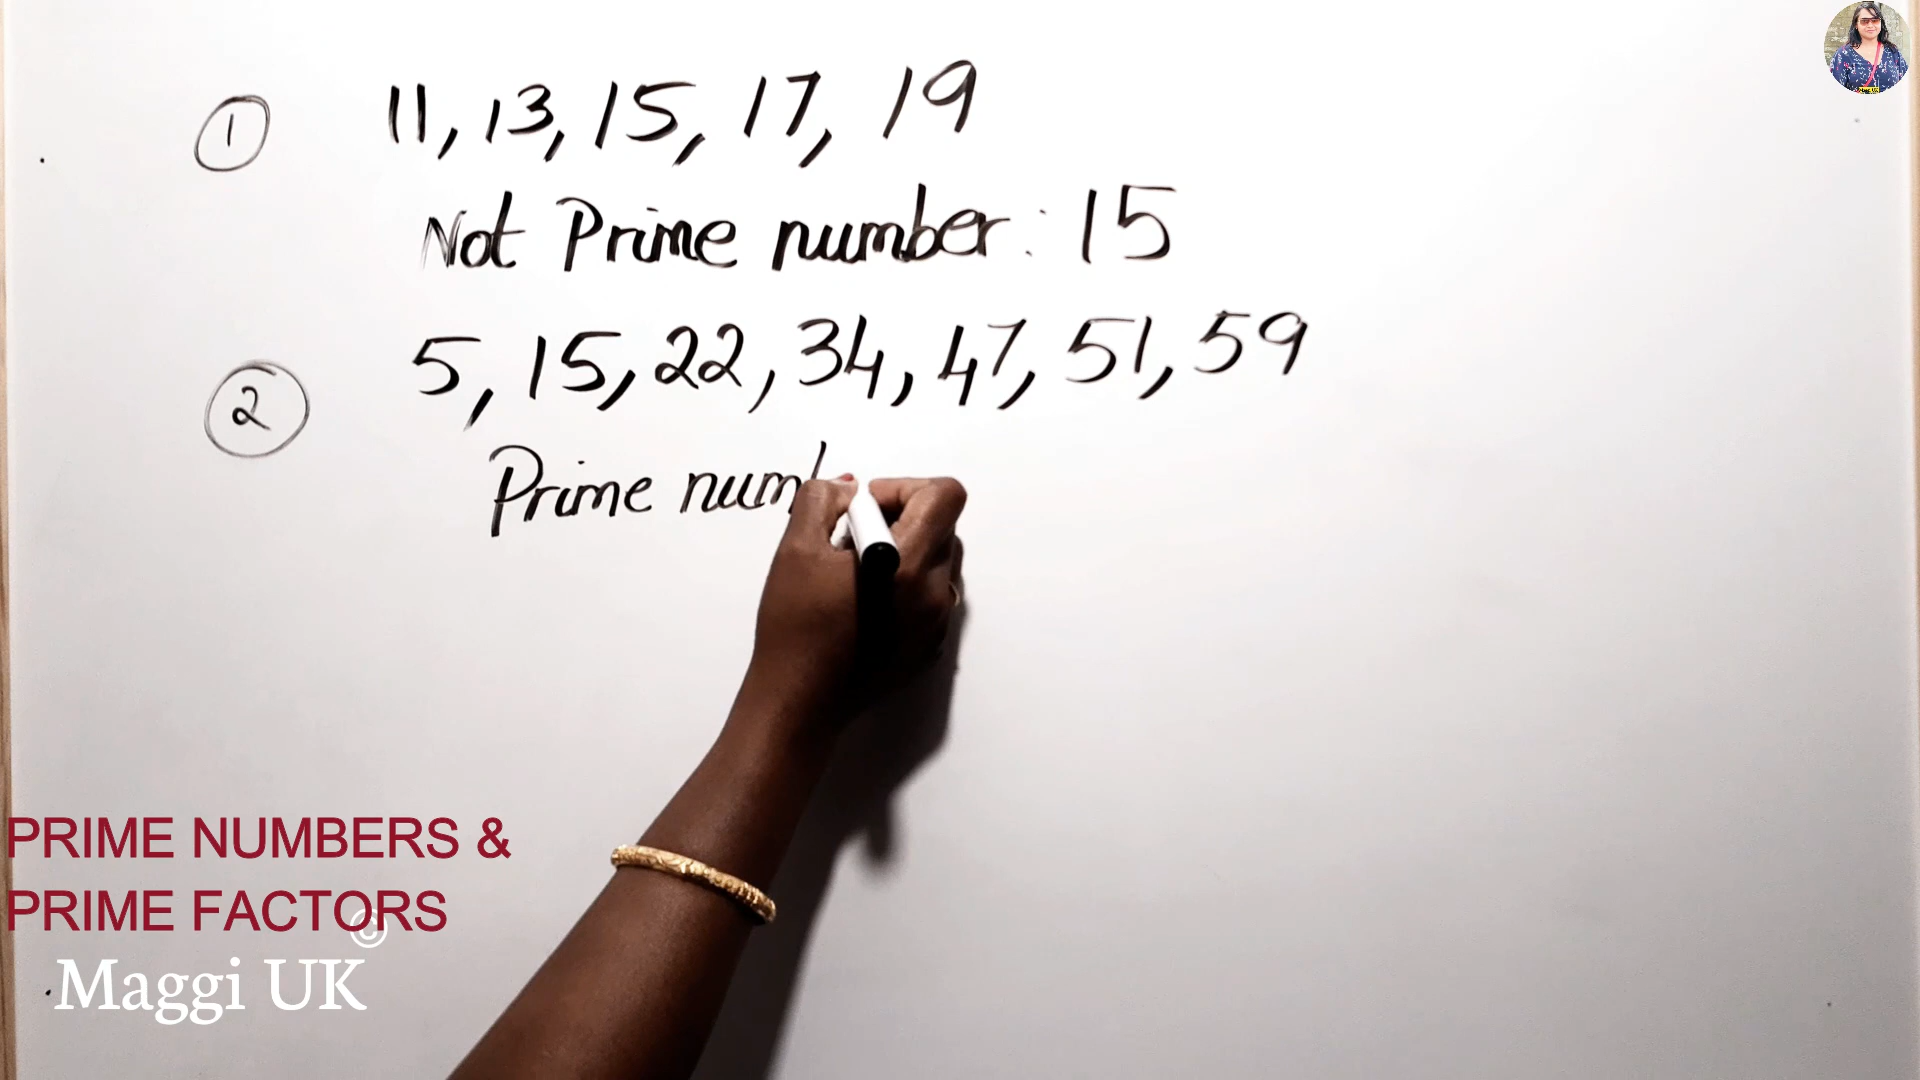 ① 11, 13, 15, 17, 19
Not Prime number: 15
② 5, 15, 22, 34, 47, 51, 59
Prime num
PRIME NUMBERS &
PRIME FACTORS
©
Maggi UK